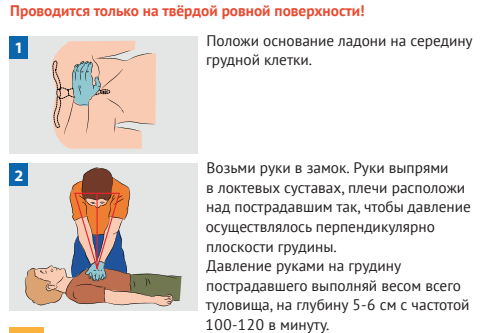 Проводится только на твёрдой ровной поверхности!
1
Положи основание ладони на середину
грудной клетки.
2
Возьми руки в замок. Руки выпрями
в локтевых суставах, плечи расположи
над пострадавшим так, чтобы давление
осуществлялось перпендикулярно
плоскости грудины.
Давление руками на грудину
пострадавшего выполняй весом всего
туловища, на глубину 5-6 см с частотой
100-120 в минуту.